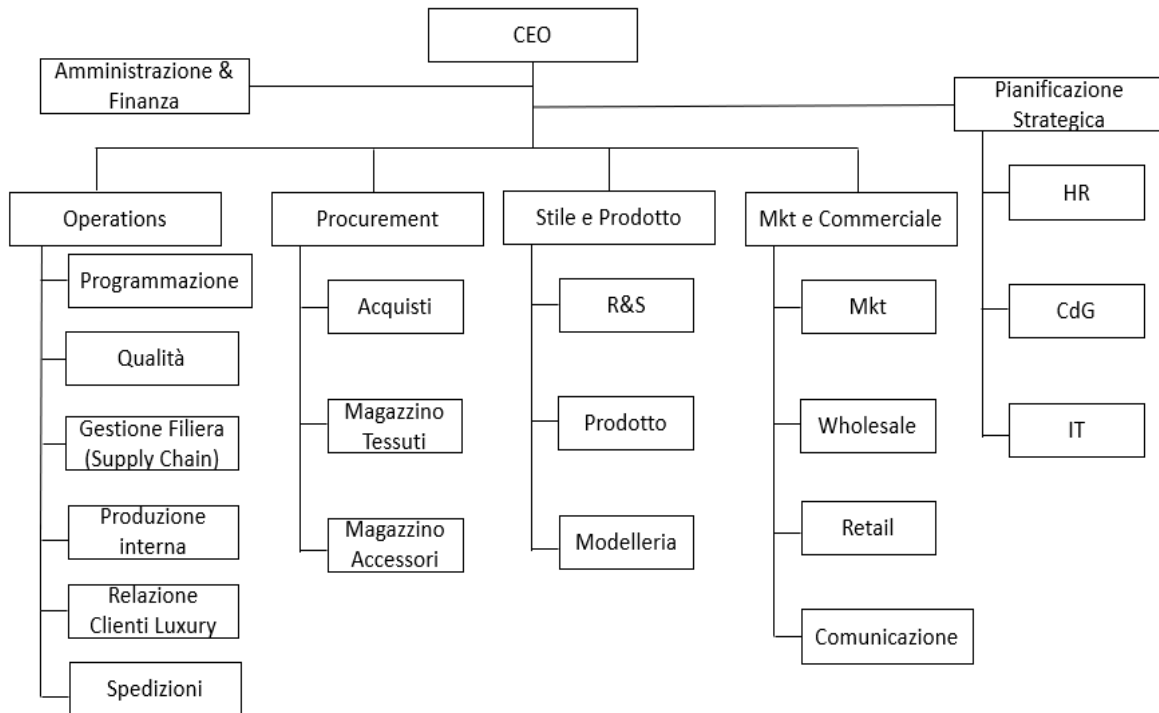 CEO
Amministrazione &
Finanza
Pianificazione
Strategica
HR
CdG
IT
Operations
Programmazione
Qualità
Gestione Filiera
(Supply Chain)
Produzione
interna
Relazione
Clienti Luxury
Spedizioni
Procurement
Acquisti
Magazzino
Tessuti
Magazzino
Accessori
Stile e Prodotto
R&S
Prodotto
Modelleria
Mkt e Commerciale
Mkt
Wholesale
Retail
Comunicazione